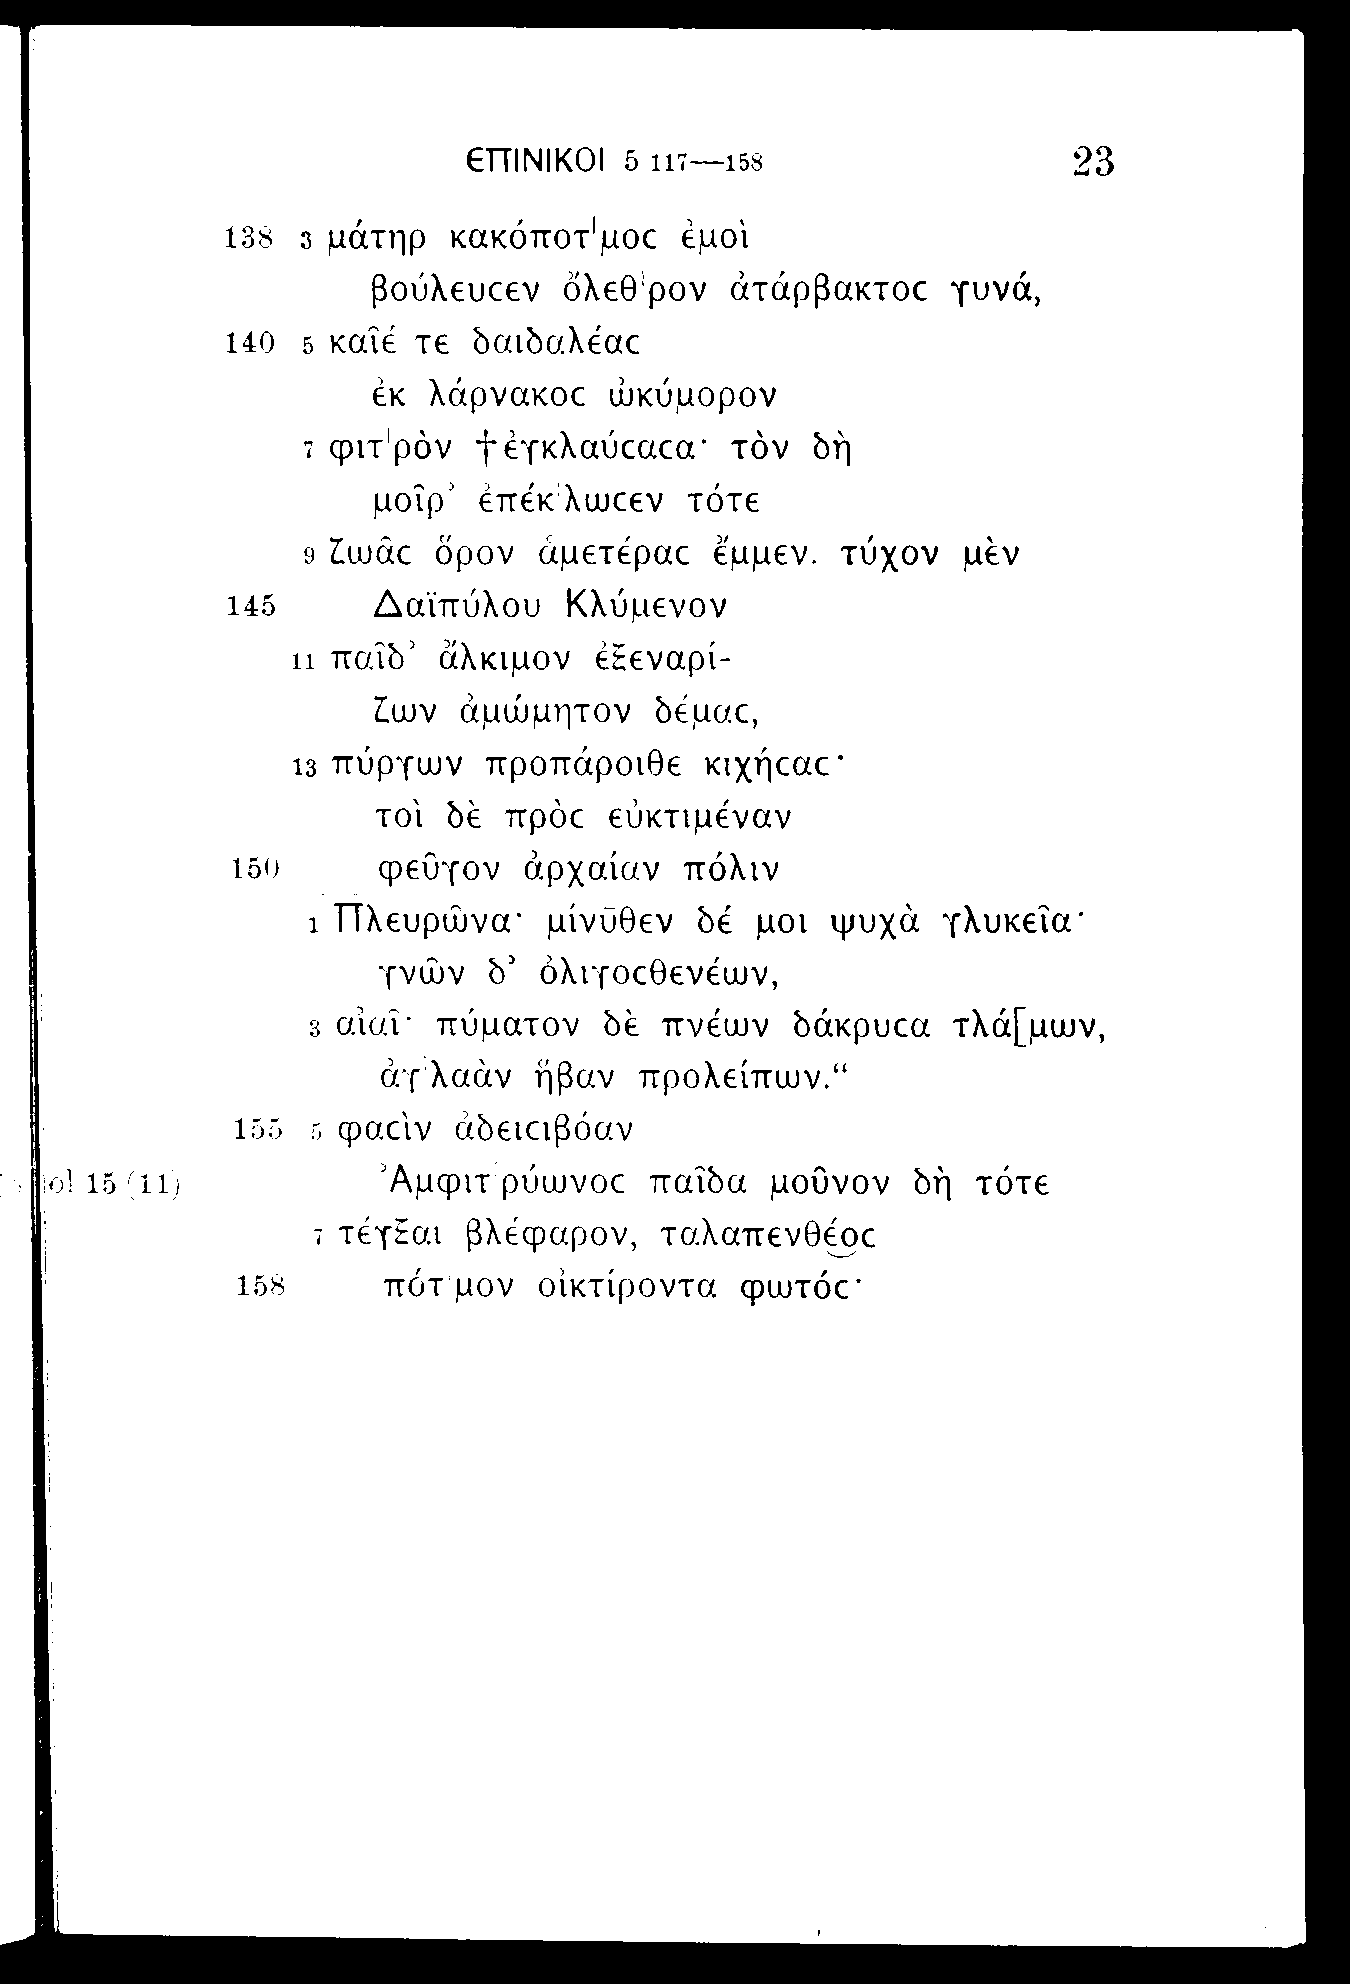 ΕΠΙΝΙΚΟΙ 5 117—158 23
138 3 μάτηρ κακόποτ'μοϲ ἐμοὶ
βούλευϲεν ὄλεθ'ρον ἀτάρβακτοϲ γυνά,
140 5 καῖέ τε δαιδαλέαϲ
ἐκ λάρνακοϲ ὠκύμορον
7 φιτ'ρὸν †ἐγκλαύϲαϲα· τὸν δὴ
μοῖρ' ἐπέκ'λωϲεν τότε
9 ζωᾶϲ ὅρον ἁμετέραϲ ἔμμεν. τύχον μὲν
145 Δαϊπύλου Κλύμενον
11 παῖδ' ἄλκιμον ἐξεναρί-
ζων ἀμώμητον δέμαϲ,
13 πύργων προπάροιθε κιχήϲαϲ·
τοὶ δὲ πρὸϲ εὐκτιμέναν
150 φεῦγον ἀρχαίαν πόλιν
1 Πλευρῶνα· μίνῡθεν δέ μοι ψυχὰ γλυκεῖα·
γνῶν δ' ὀλιγοϲθενέων,
3 αἰαῖ· πύματον δὲ πνέων δάκρυϲα τλά[μων,
ἀγ'λαὰν ἥβαν προλείπων.“
155 5 φαϲὶν ἀδειϲιβόαν
ol 15 (11) Ἀμφιτ'ρύωνοϲ παῖδα μοῦνον δὴ τότε
7 τέγξαι βλέφαρον, ταλαπενθέοϲ
158 πότ'μον οἰκτίροντα φωτόϲ·